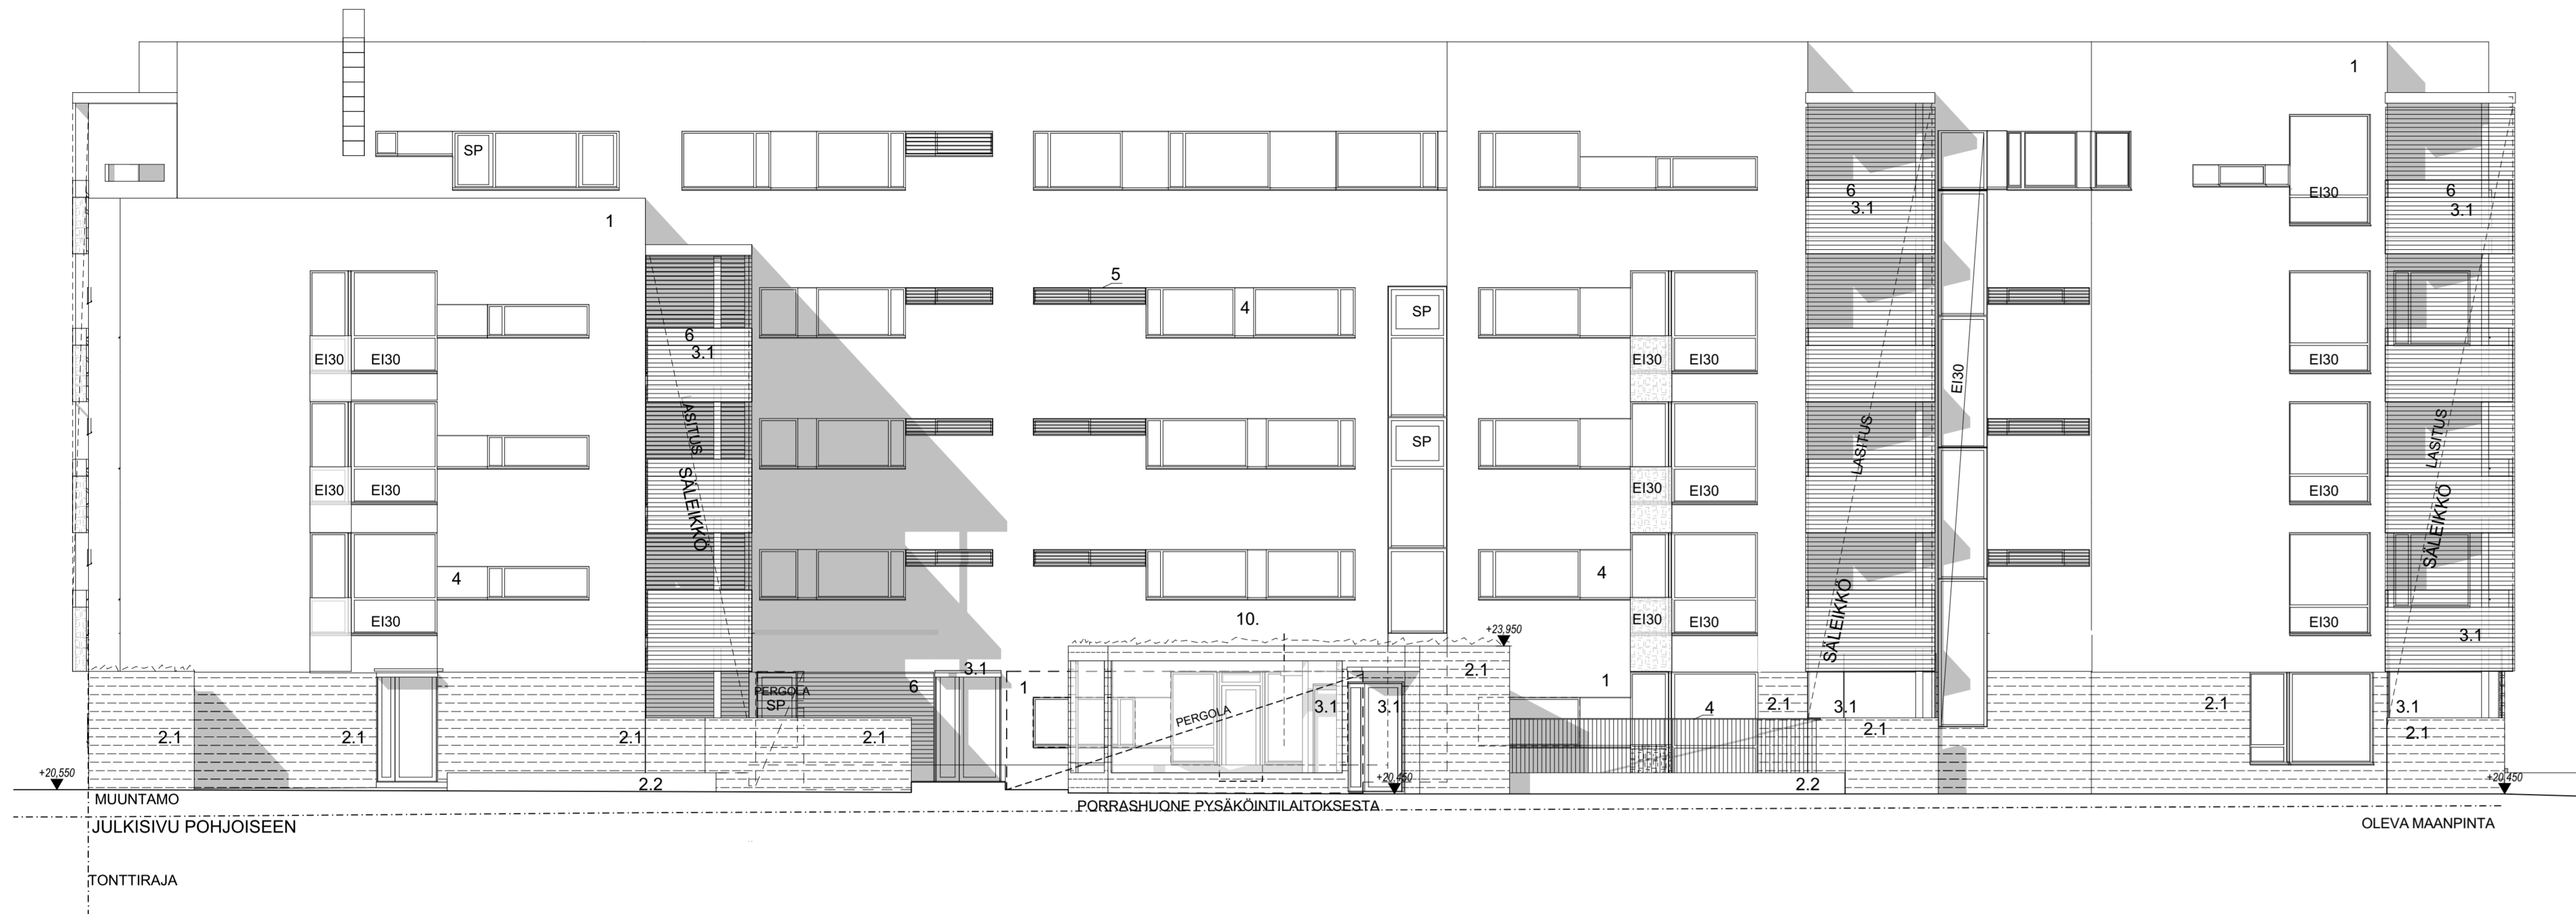 1
SP
6
3.1
EI30
6
3.1
1
5
4
SP
6
3.1
EI30
EI30
EI30
EI30
EI30
EI30
LASITUS
SP
LASITUS
LASITUS
EI30
EI30
EI30
EI30
EI30
SÄLEIKKÖ
SÄLEIKKÖ
4
4
EI30
EI30
EI30
EI30
SÄLEIKKÖ
10.
+23,950
3.1
3.1
2.1
6
1
1
PERGOLA
SP
PERGOLA
3.1
3.1
4
2.1
3.1
2.1
3.1
2.1
2.1
2.1
2.1
2.1
2.1
+20,550
+20,450
+20,450
2.2
2.2
MUUNTAMO
PORRASHUONE PYSÄKÖINTILAITOKSESTA
JULKISIVU POHJOISEEN
OLEVA MAANPINTA
TONTTIRAJA